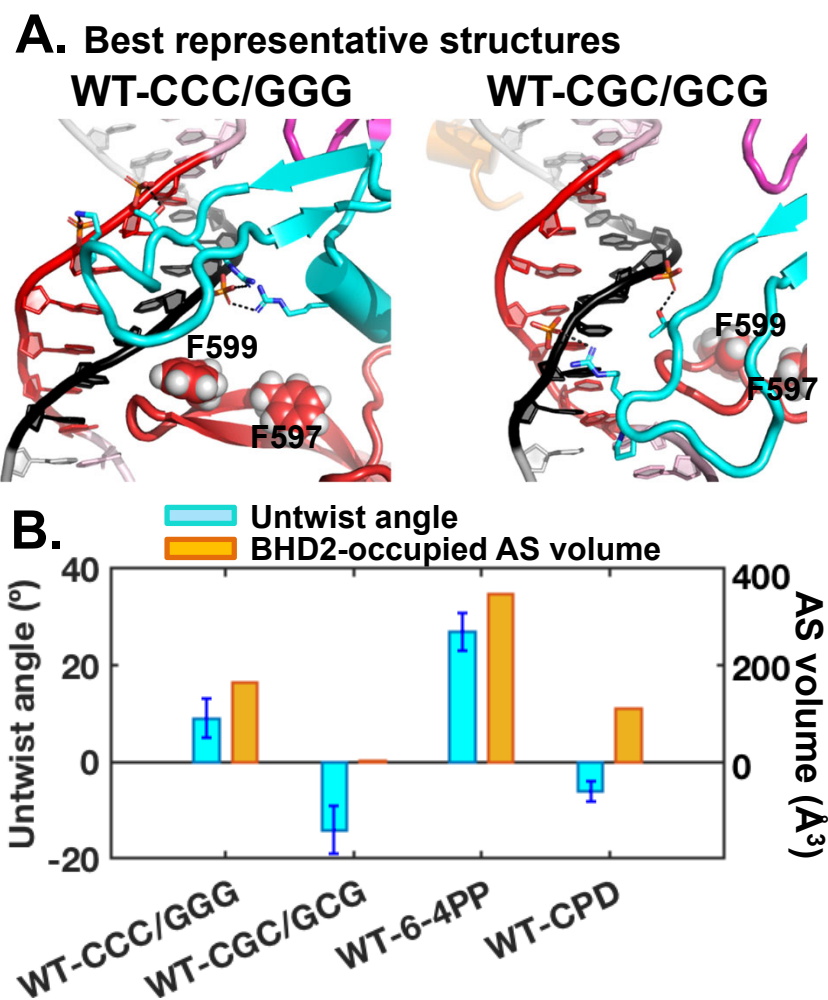 A. Best representative structures
WT-CCC/GGG WT-CGC/GCG
F599
F597
F599
F597
B.
Untwist angle
BHD2-occupied AS volume
40
20
0
-20
Untwist angle (º)
400
200
0
AS volume (Å³)
WT-CCC/GGG
WT-CGC/GCG
WT-6-4PP
WT-CPD